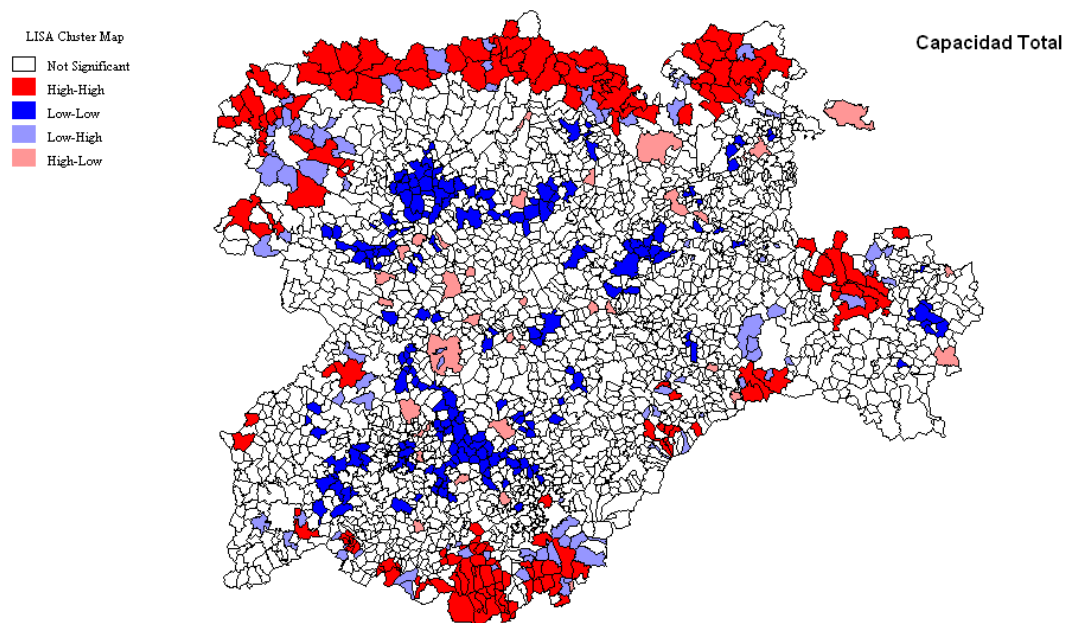 LISA Cluster Map
Capacidad Total
Not Significant
High-High
Low-Low
Low-High
High-Low